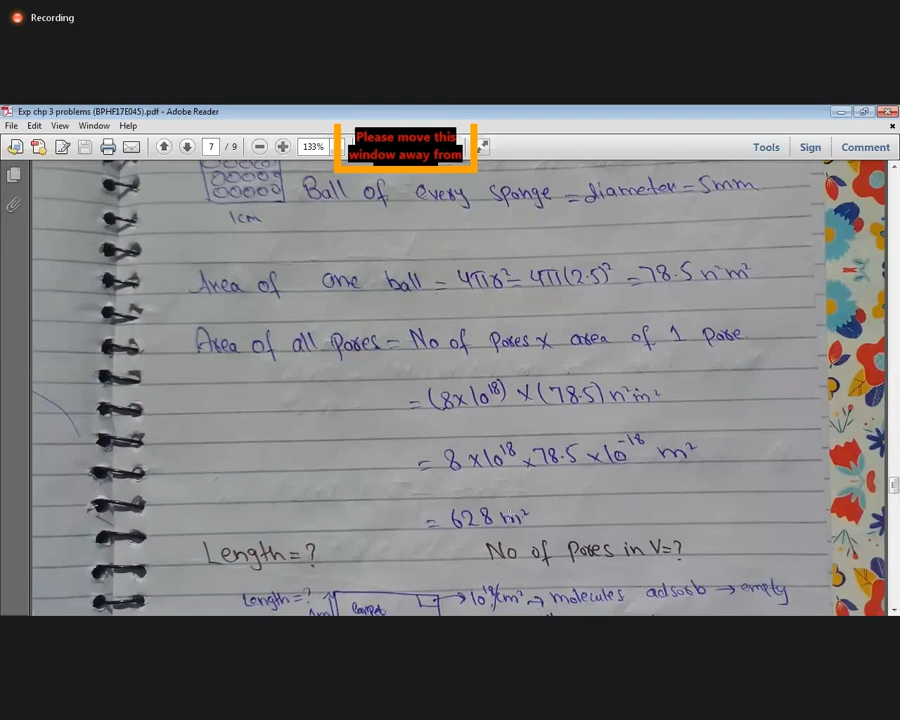 Recording
Exp chp 3 problems (BPHF17E045).pdf - Adobe Reader
File Edit View Window Help
7 / 9 133% Tools Sign Comment
Please move this
window away from
Ball of every sponge = diameter = 5mm
1cm
Area of one ball = 4πr² = 4π(2.5)² = 78.5 n²m²
Area of all Pores = No of Pores x area of 1 Pore
= (8x10¹⁸) x (78.5) n²m²
= 8 x10¹⁸ x 78.5 x10⁻¹⁸ m²
= 628 m²
Length = ? No of Pores in V = ?
Length = ? → molecules adsorb → empty